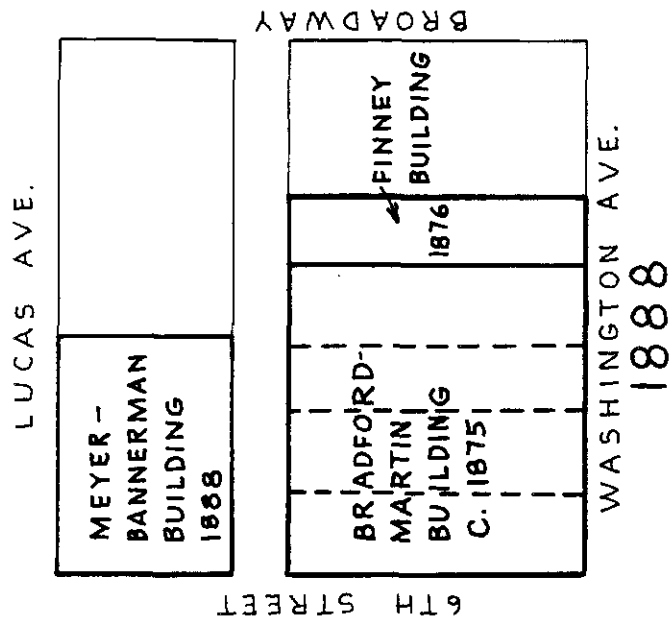 BROADWAY
LUCAS AVE.
MEYER-
BANNERMAN
BUILDING
1888
FINNEY
BUILDING
1876
BRADFORD-
MARTIN
BUILDING
C. 1875
WASHINGTON AVE.
6TH STREET
1888